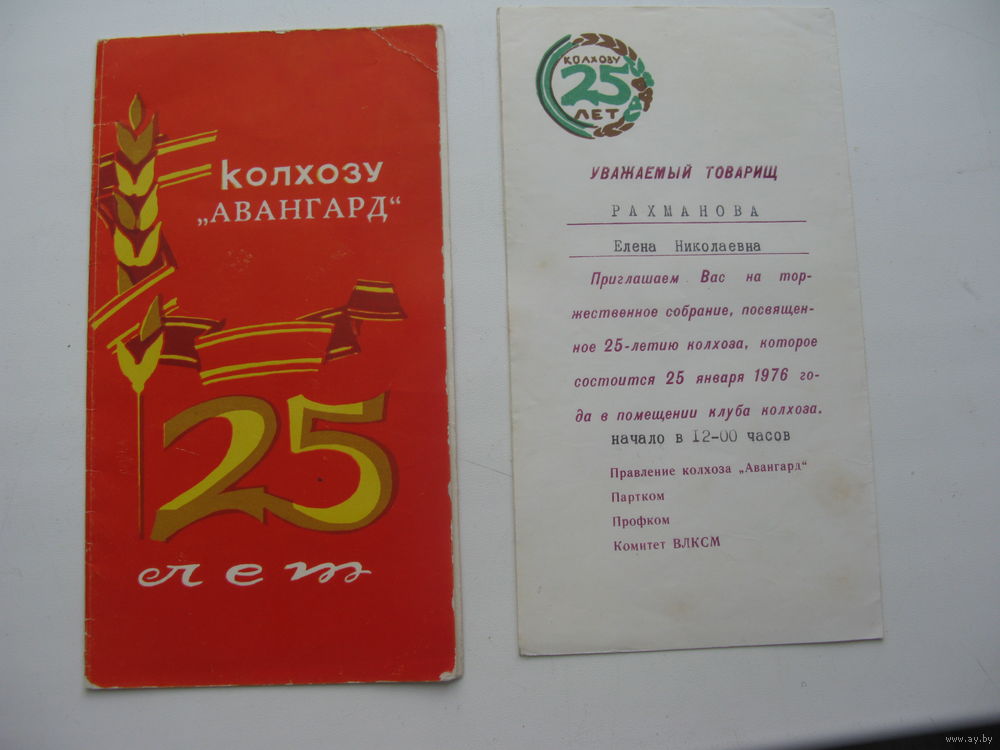 колхозу
„АВАНГАРД“
25
лет
КОЛХОЗУ
25
ЛЕТ
УВАЖАЕМЫЙ ТОВАРИЩ
РАХМАНОВА
Елена Николаевна
Приглашаем Вас на тор-
жественное собрание, посвящен-
ное 25-летию колхоза, которое
состоится 25 января 1976 го-
да в помещении клуба колхоза.
начало в 12-00 часов
Правление колхоза „Авангард“
Партком
Профком
Комитет ВЛКСМ
www.ay.by